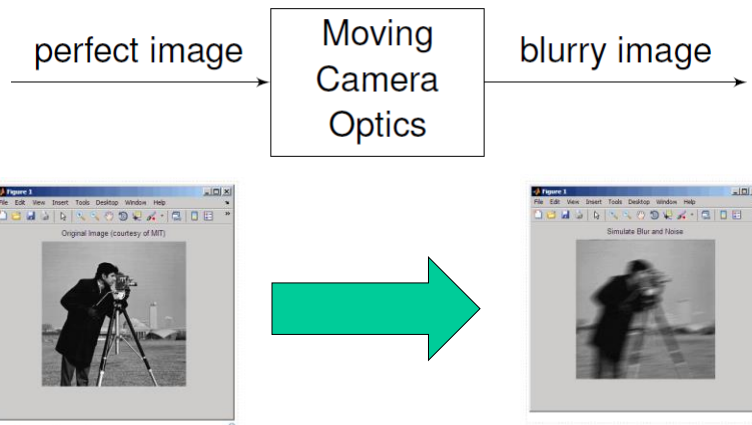 perfect image
Moving
Camera
Optics
blurry image
Figure 1
File Edit View Insert Tools Desktop Window Help
Original Image (courtesy of MIT)
Figure 1
File Edit View Insert Tools Desktop Window Help
Simulate Blur and Noise